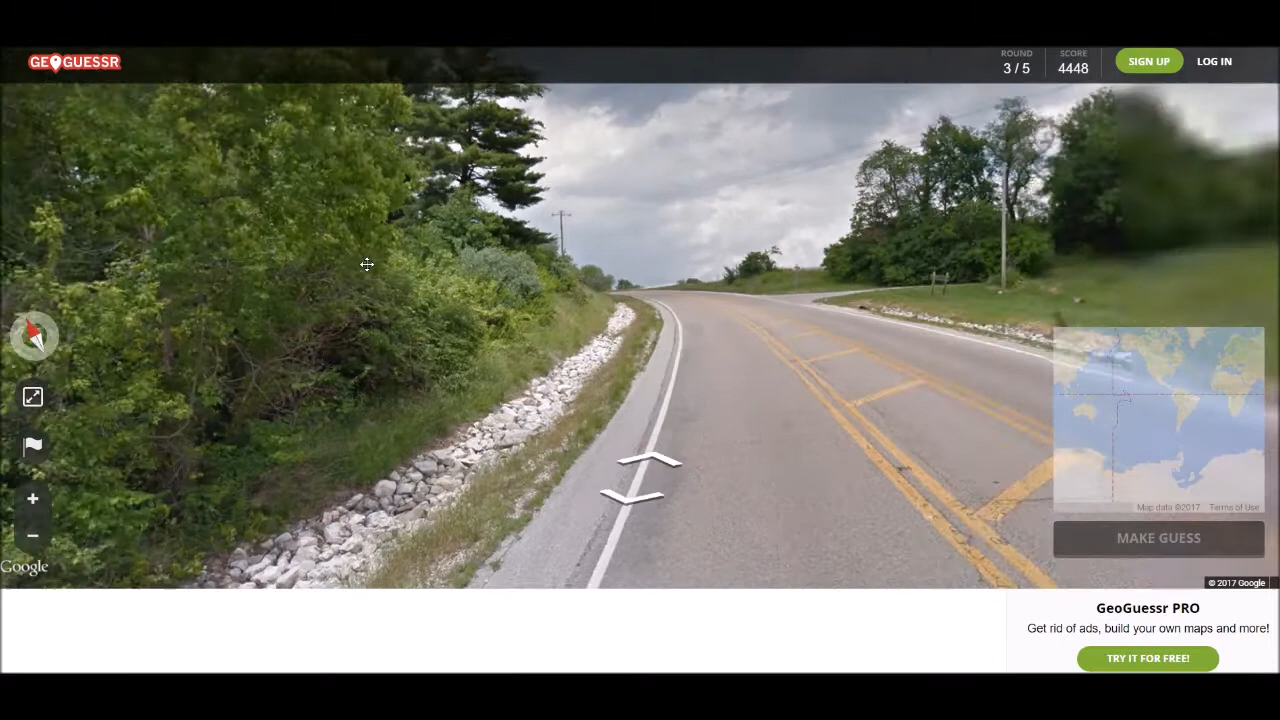 GEOGUESSR
ROUND
3 / 5
SCORE
4448
SIGN UP
LOG IN
+
−
Google
Map data ©2017 Terms of Use
MAKE GUESS
© 2017 Google
GeoGuessr PRO
Get rid of ads, build your own maps and more!
TRY IT FOR FREE!